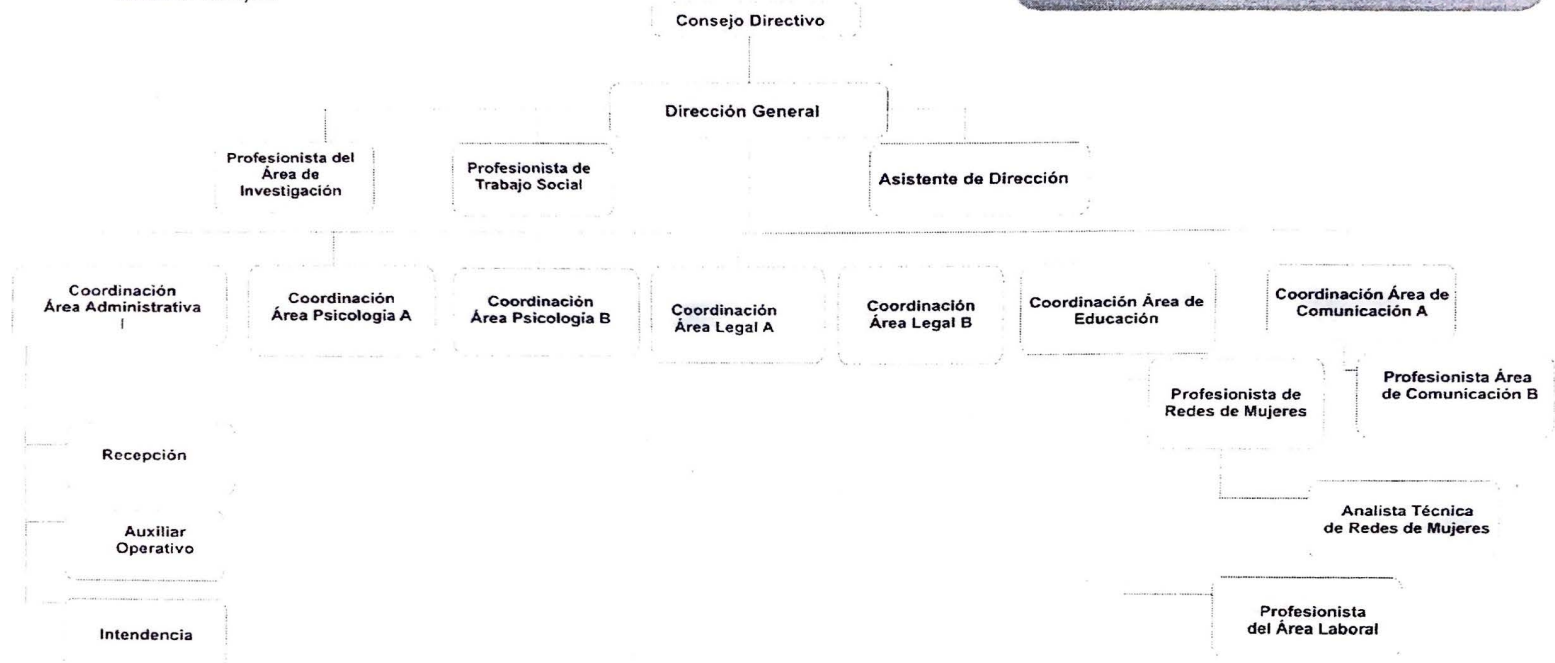 Consejo Directivo
Dirección General
Profesionista del
Área de
Investigación
Profesionista de
Trabajo Social
Asistente de Dirección
Coordinación
Área Administrativa
Coordinación
Área Psicología A
Coordinación
Área Psicología B
Coordinación
Área Legal A
Coordinación
Área Legal B
Coordinación Área de
Educación
Coordinación Área de
Comunicación A
Profesionista de
Redes de Mujeres
Profesionista Área
de Comunicación B
Recepción
Analista Técnica
de Redes de Mujeres
Auxiliar
Operativo
Profesionista
del Área Laboral
Intendencia